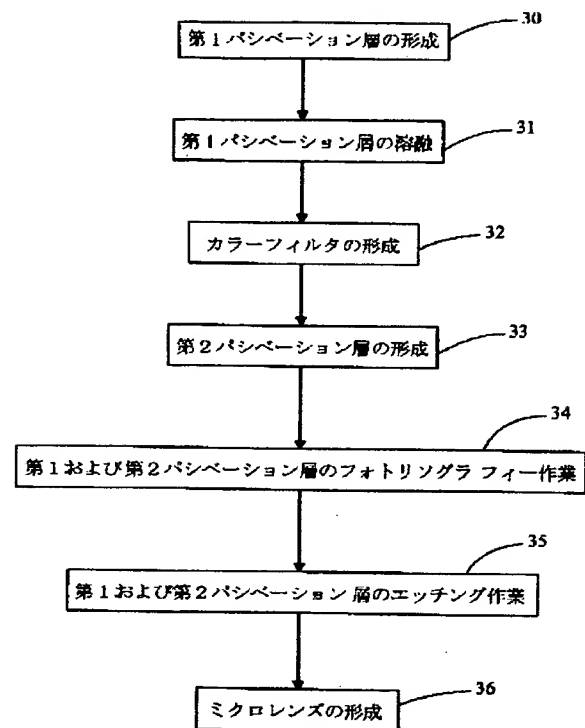 30
第1パシベーション層の形成
31
第1パシベーション層の溶融
32
カラーフィルタの形成
33
第2パシベーション層の形成
34
第1および第2パシベーション層のフォトリソグラ フィー作業
35
第1および第2パシベーション 層のエッチング作業
36
ミクロレンズの形成